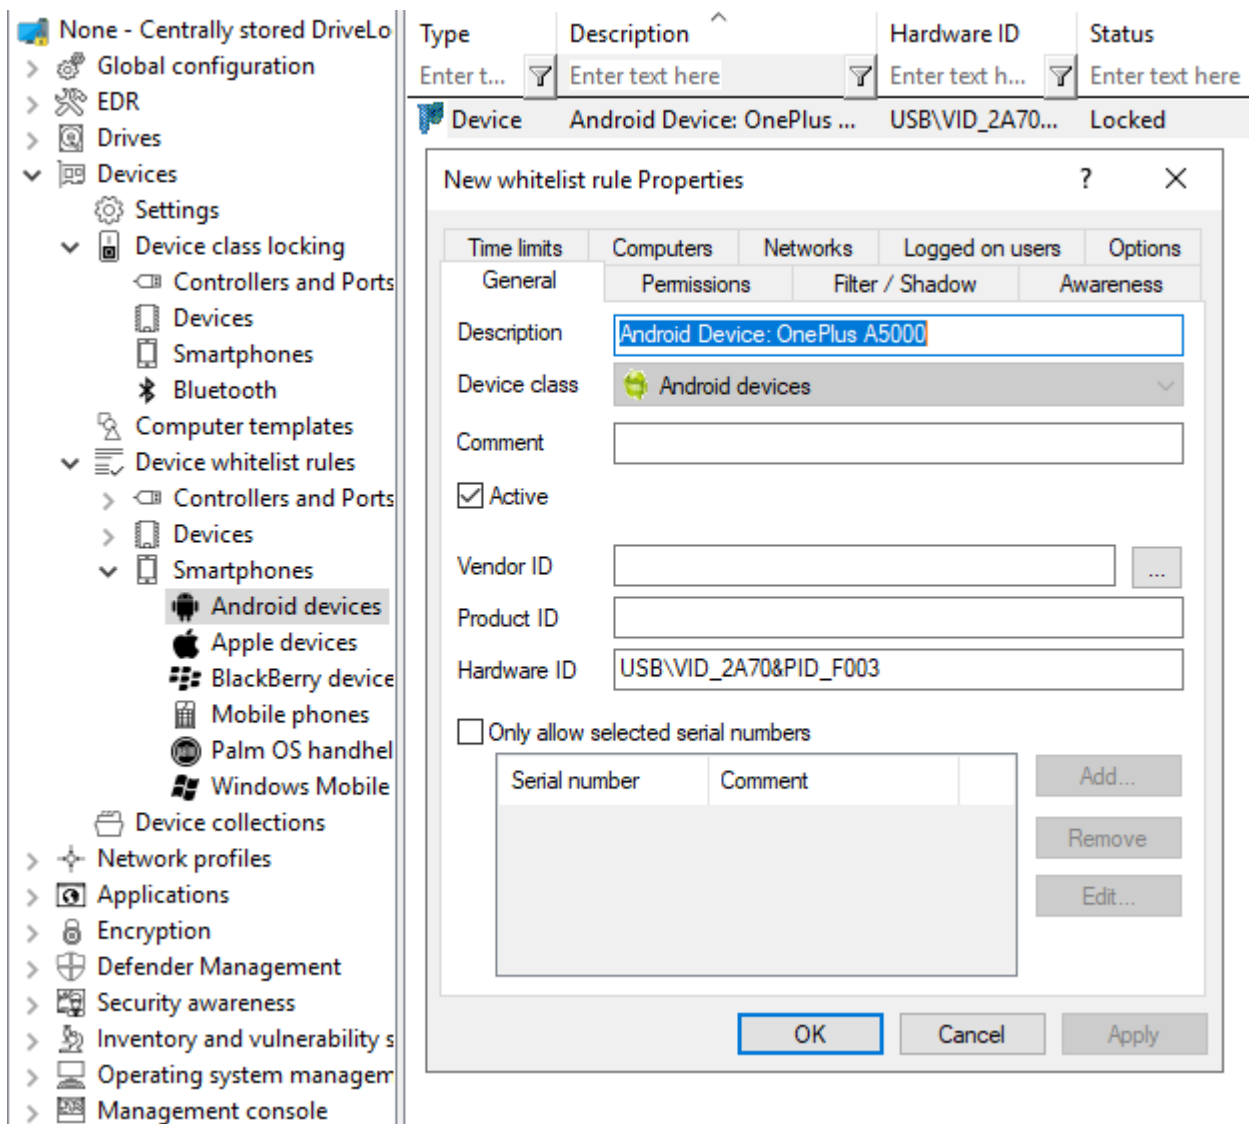 None - Centrally stored DriveLo
Global configuration
EDR
Drives
Devices
Settings
Device class locking
Controllers and Ports
Devices
Smartphones
Bluetooth
Computer templates
Device whitelist rules
Controllers and Ports
Devices
Smartphones
Android devices
Apple devices
BlackBerry device
Mobile phones
Palm OS handhel
Windows Mobile
Device collections
Network profiles
Applications
Encryption
Defender Management
Security awareness
Inventory and vulnerability s
Operating system managem
Management console
Type Description Hardware ID Status
Enter t... Enter text here Enter text h... Enter text here
Device Android Device: OnePlus ... USB\VID_2A70... Locked
New whitelist rule Properties ? X
Time limits Computers Networks Logged on users Options
General Permissions Filter / Shadow Awareness
Description Android Device: OnePlus A5000
Device class Android devices
Comment
Active
Vendor ID ...
Product ID
Hardware ID USB\VID_2A70&PID_F003
Only allow selected serial numbers
Serial number Comment
Add...
Remove
Edit...
OK Cancel Apply